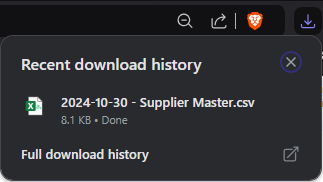 Recent download history
2024-10-30 - Supplier Master.csv
8.1 KB • Done
Full download history